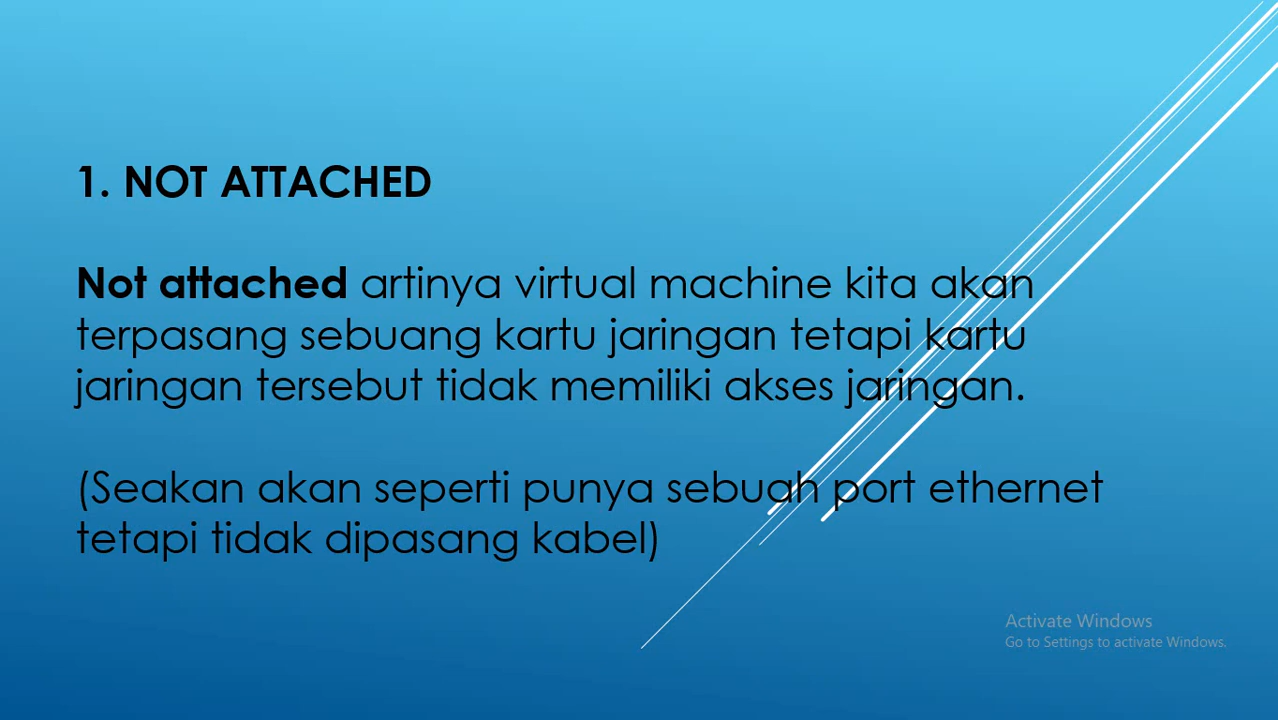 1. NOT ATTACHED
Not attached artinya virtual machine kita akan
terpasang sebuang kartu jaringan tetapi kartu
jaringan tersebut tidak memiliki akses jaringan.
(Seakan akan seperti punya sebuah port ethernet
tetapi tidak dipasang kabel)
Activate Windows
Go to Settings to activate Windows.